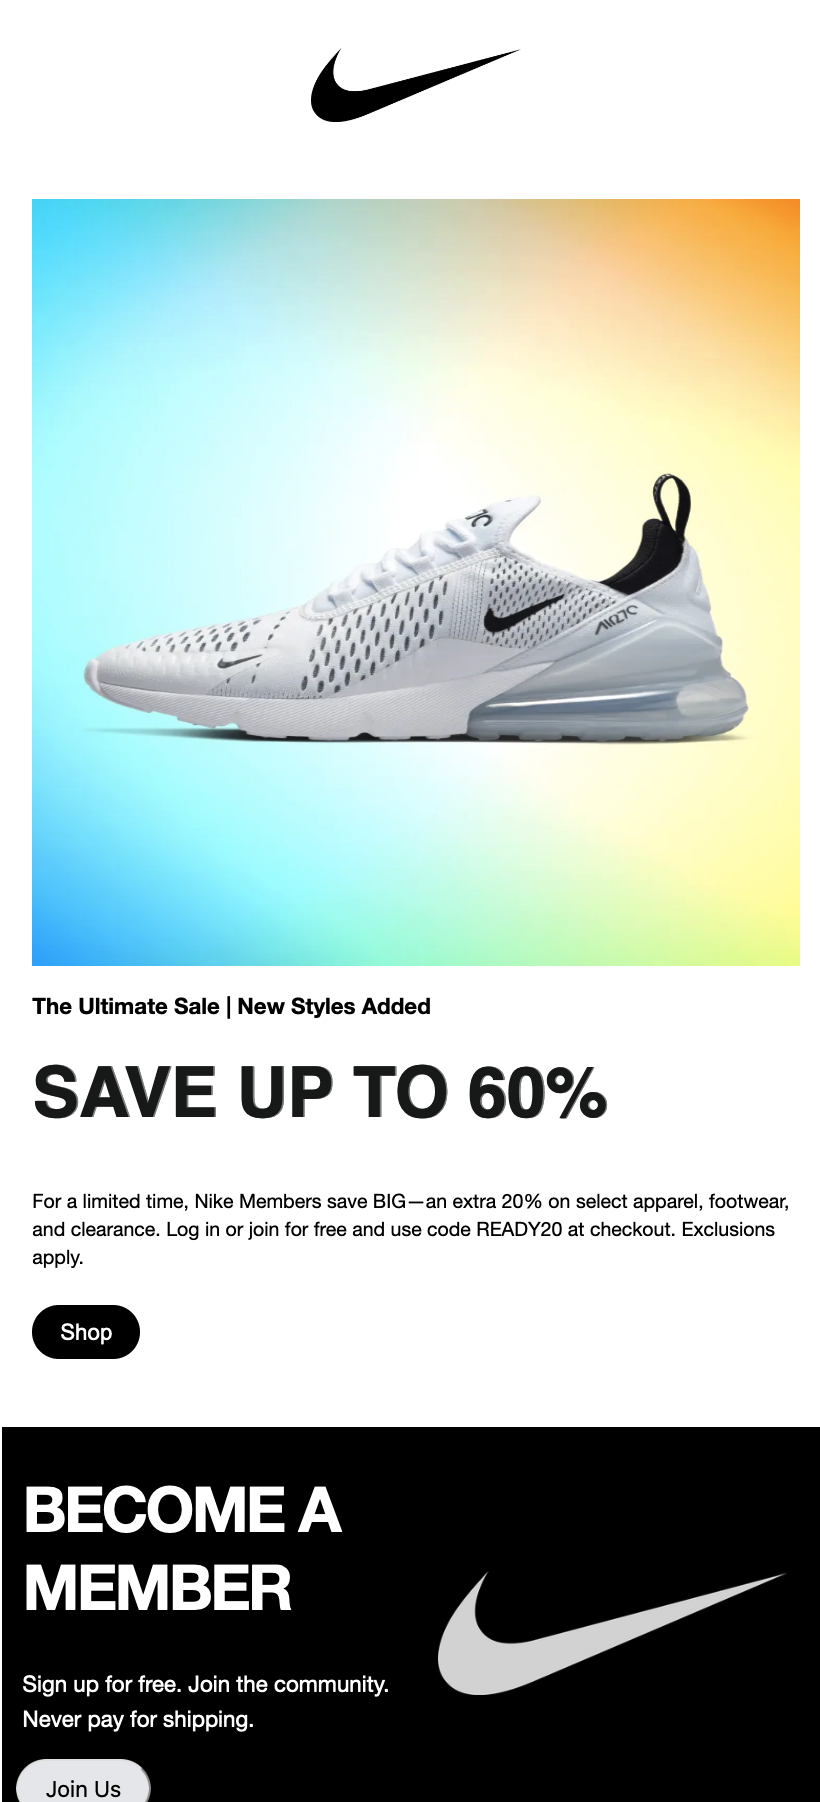 The Ultimate Sale | New Styles Added
SAVE UP TO 60%
For a limited time, Nike Members save BIG—an extra 20% on select apparel, footwear,
and clearance. Log in or join for free and use code READY20 at checkout. Exclusions
apply.
Shop
BECOME A
MEMBER
Sign up for free. Join the community.
Never pay for shipping.
Join Us